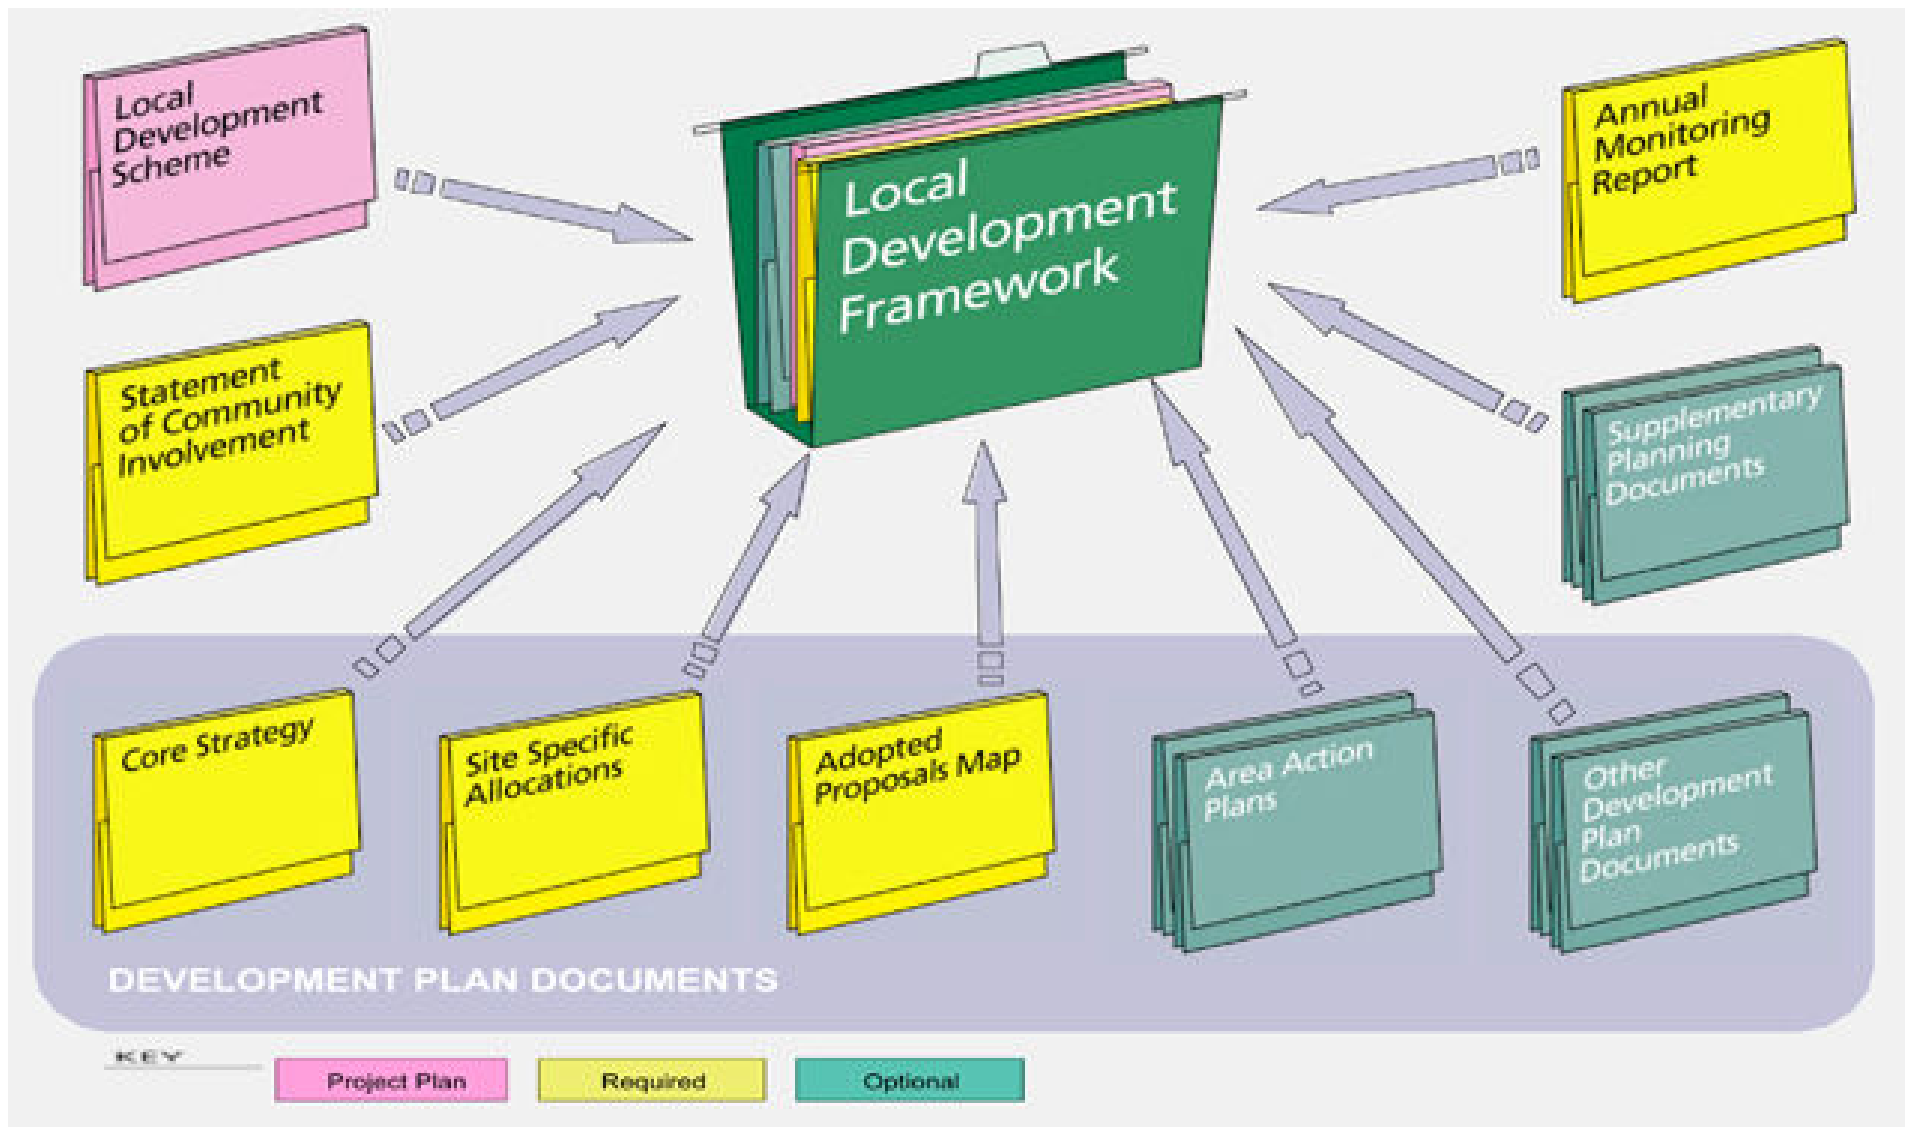 Local
Development
Scheme
Local
Development
Framework
Annual
Monitoring
Report
Statement
of Community
Involvement
Supplementary
Planning
Documents
Core Strategy
Site Specific
Allocations
Adopted
Proposals Map
Area Action
Plans
Other
Development
Plan
Documents
DEVELOPMENT PLAN DOCUMENTS
KEY
Project Plan
Required
Optional